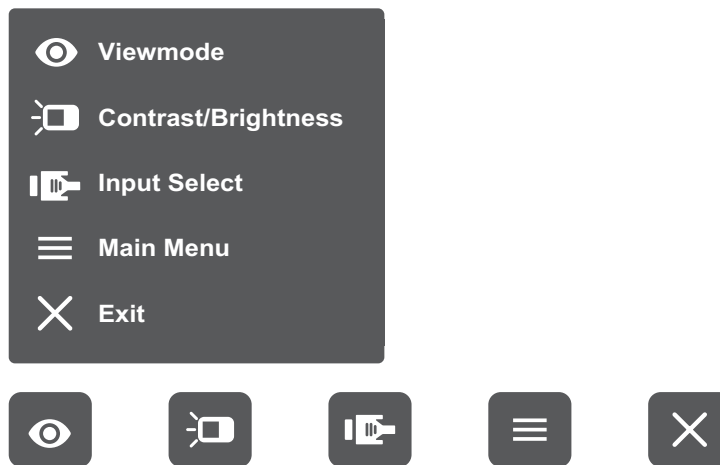 Viewmode
Contrast/Brightness
Input Select
Main Menu
Exit